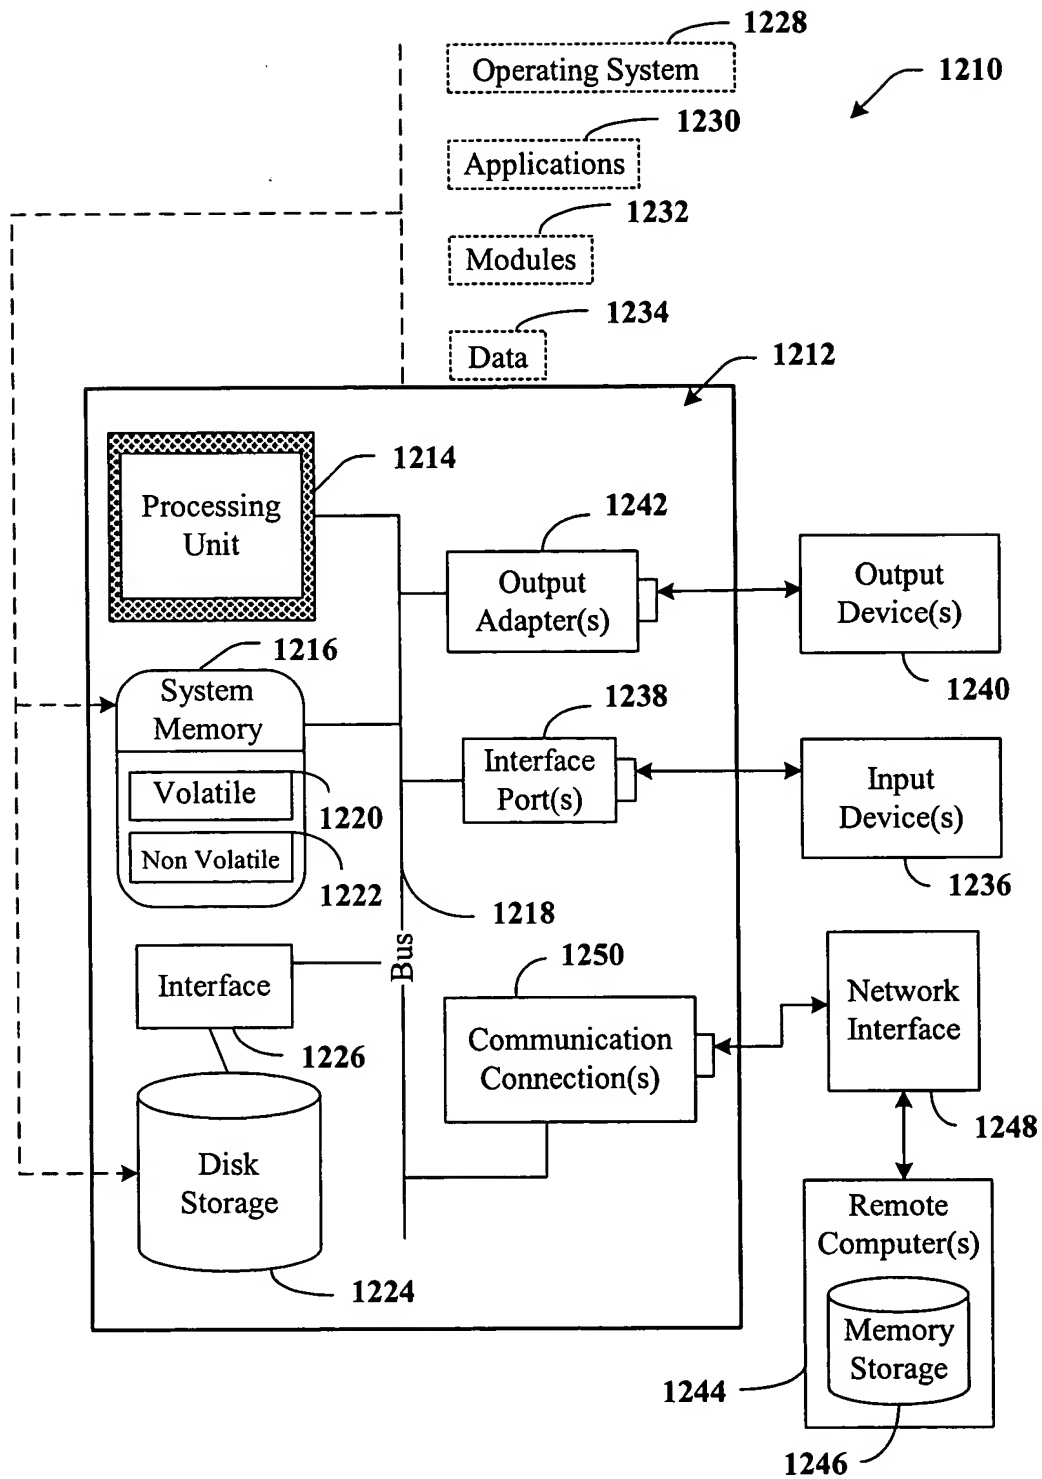 1228
Operating System
1210
1230
Applications
1232
Modules
1234
Data
1212
1214
Processing
Unit
1242
Output
Adapter(s)
Output
Device(s)
1240
1216
System
Memory
1238
Interface
Port(s)
Input
Device(s)
1236
Volatile
1220
Non Volatile
1222
1218
Bus
Interface
1226
1250
Communication
Connection(s)
Network
Interface
1248
Disk
Storage
1224
Remote
Computer(s)
Memory
Storage
1244
1246